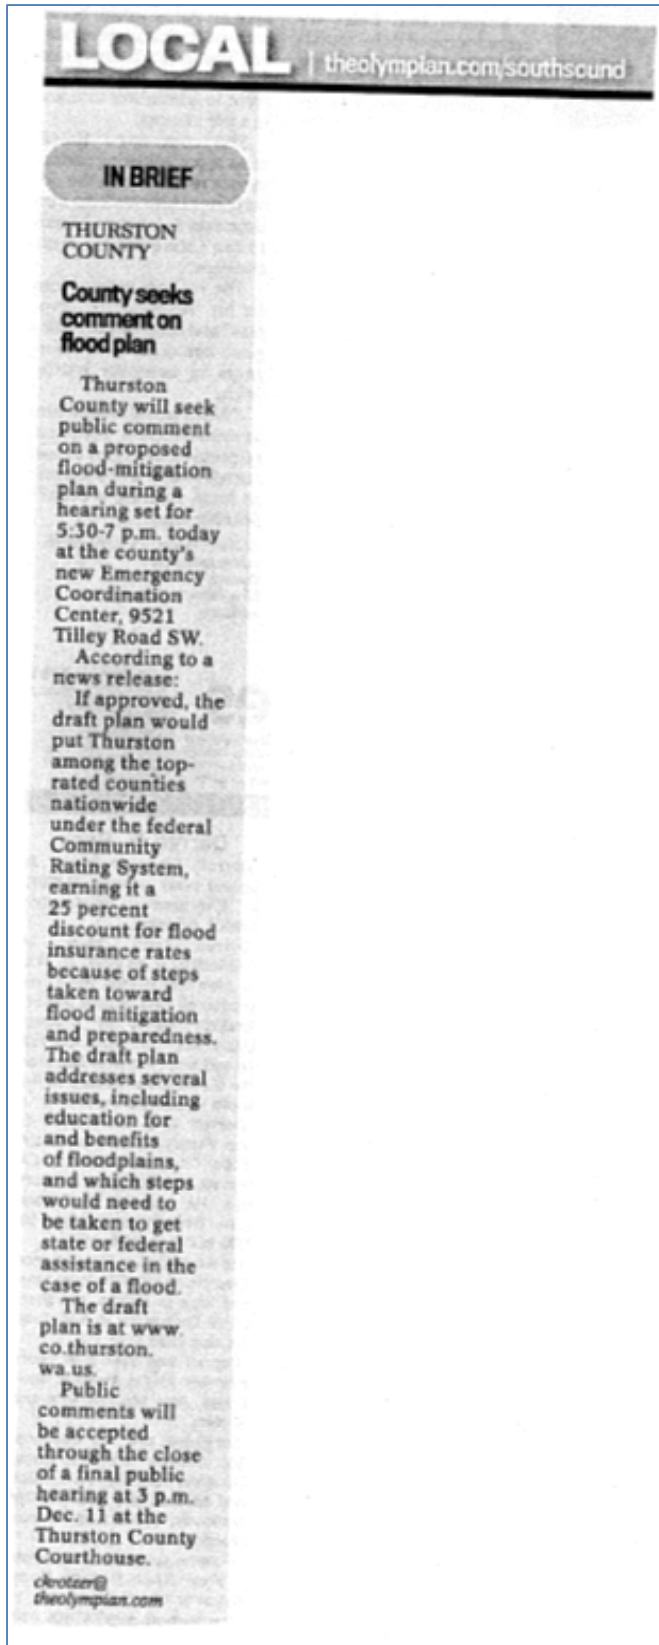 LOCAL | theolympian.com/southsound
IN BRIEF
THURSTON
COUNTY
County seeks
comment on
flood plan
Thurston
County will seek
public comment
on a proposed
flood-mitigation
plan during a
hearing set for
5:30-7 p.m. today
at the county's
new Emergency
Coordination
Center, 9521
Tilley Road SW.
According to a
news release:
If approved, the
draft plan would
put Thurston
among the top-
rated counties
nationwide
under the federal
Community
Rating System,
earning it a
25 percent
discount for flood
insurance rates
because of steps
taken toward
flood mitigation
and preparedness.
The draft plan
addresses several
issues, including
education for
and benefits
of floodplains,
and which steps
would need to
be taken to get
state or federal
assistance in the
case of a flood.
The draft
plan is at www.
co.thurston.
wa.us.
Public
comments will
be accepted
through the close
of a final public
hearing at 3 p.m.
Dec. 11 at the
Thurston County
Courthouse.
theolympian.com